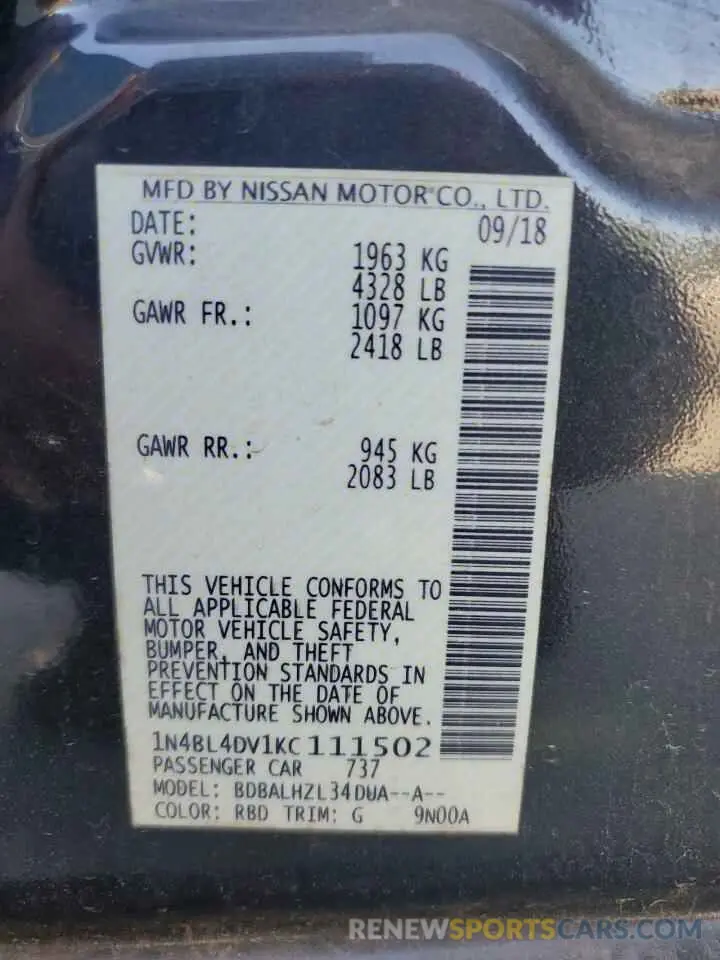 MFD BY NISSAN MOTOR CO., LTD.
DATE: 09/18
GVWR: 1963 KG
4328 LB
GAWR FR.: 1097 KG
2418 LB
GAWR RR.: 945 KG
2083 LB
THIS VEHICLE CONFORMS TO
ALL APPLICABLE FEDERAL
MOTOR VEHICLE SAFETY,
BUMPER, AND THEFT
PREVENTION STANDARDS IN
EFFECT ON THE DATE OF
MANUFACTURE SHOWN ABOVE.
1N4BL4DV1KC111502
PASSENGER CAR 737
MODEL: BDBALHZL34DUA--A--
COLOR: RBD TRIM: G 9N00A
RENEWSPORTSCARS.COM